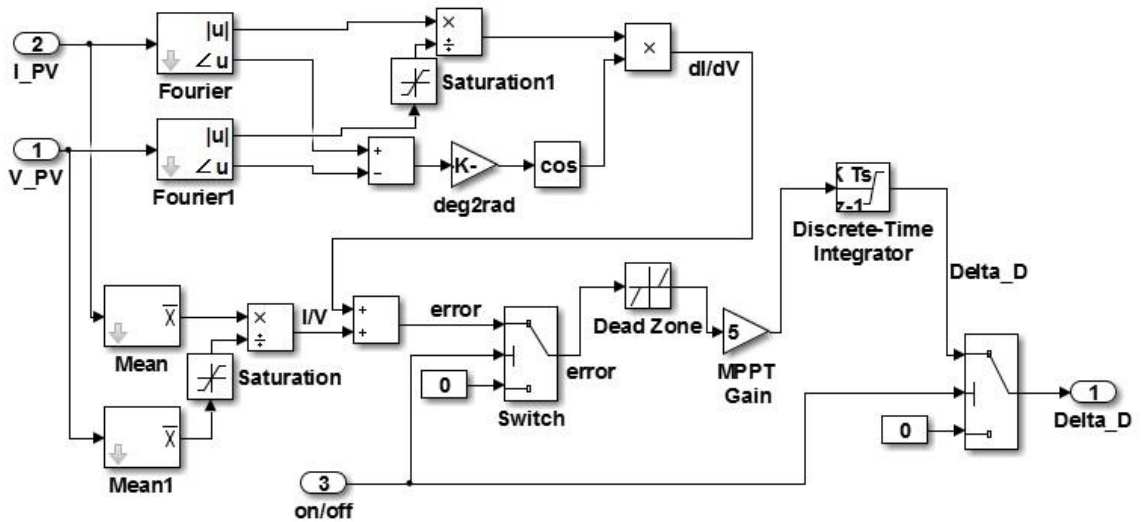 2
I_PV
|u|
∠u
Fourier
×
÷
Saturation1
×
dI/dV
1
V_PV
|u|
∠u
Fourier1
+
−
K-
deg2rad
cos
K Ts
z-1
Discrete-Time
Integrator
Delta_D
x
Mean
×
÷
I/V
Saturation
+
+
error
0
Switch
error
Dead Zone
5
MPPT
Gain
x
Mean1
3
on/off
0
1
Delta_D